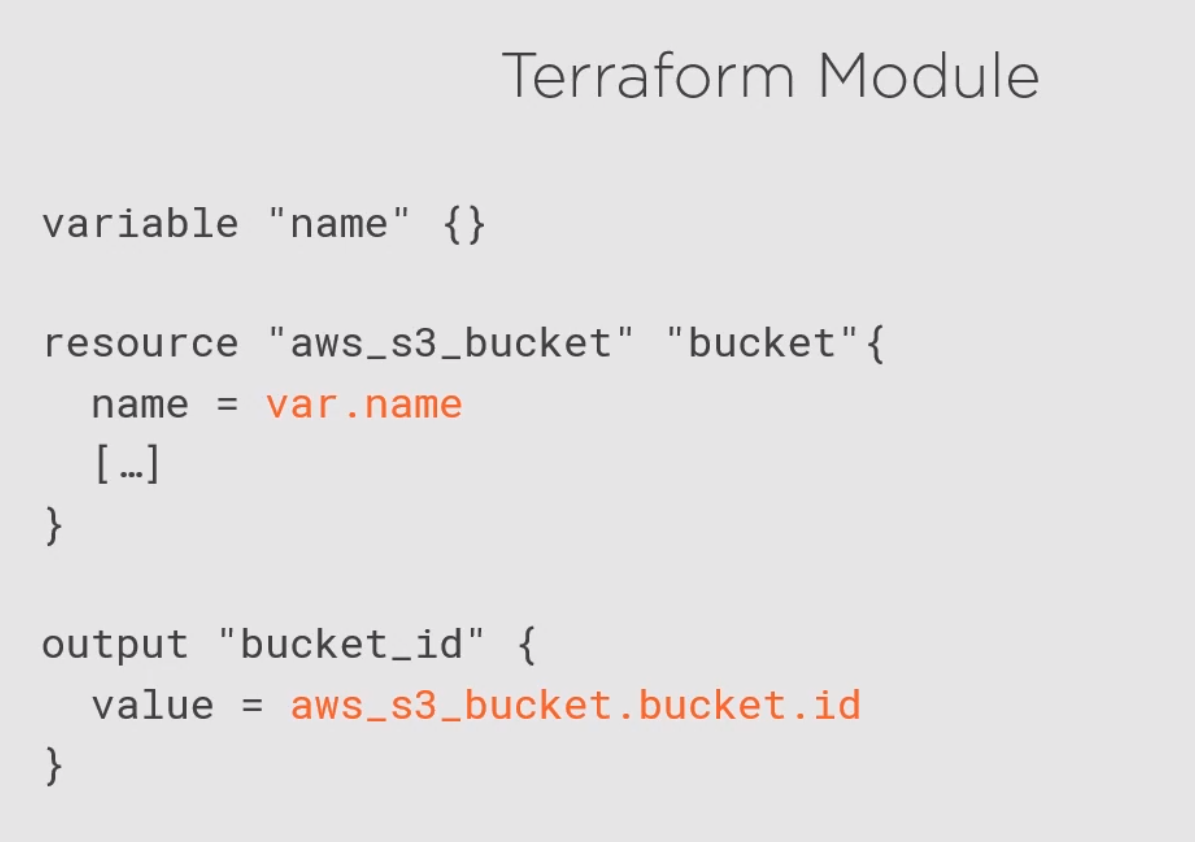 Terraform Module
variable "name" {}
resource "aws_s3_bucket" "bucket"{
  name = var.name
  […]
}
output "bucket_id" {
  value = aws_s3_bucket.bucket.id
}